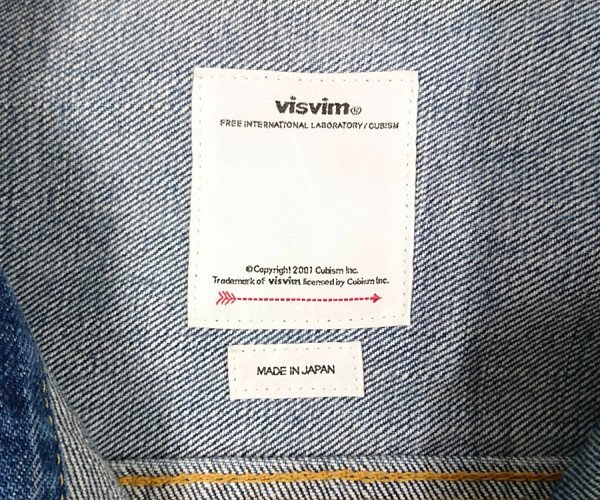 visvim®
FREE INTERNATIONAL LABORATORY / CUBISM
©Copyright 2001 Cubism Inc.
Trademark of visvim licensed by Cubism Inc.
MADE IN JAPAN